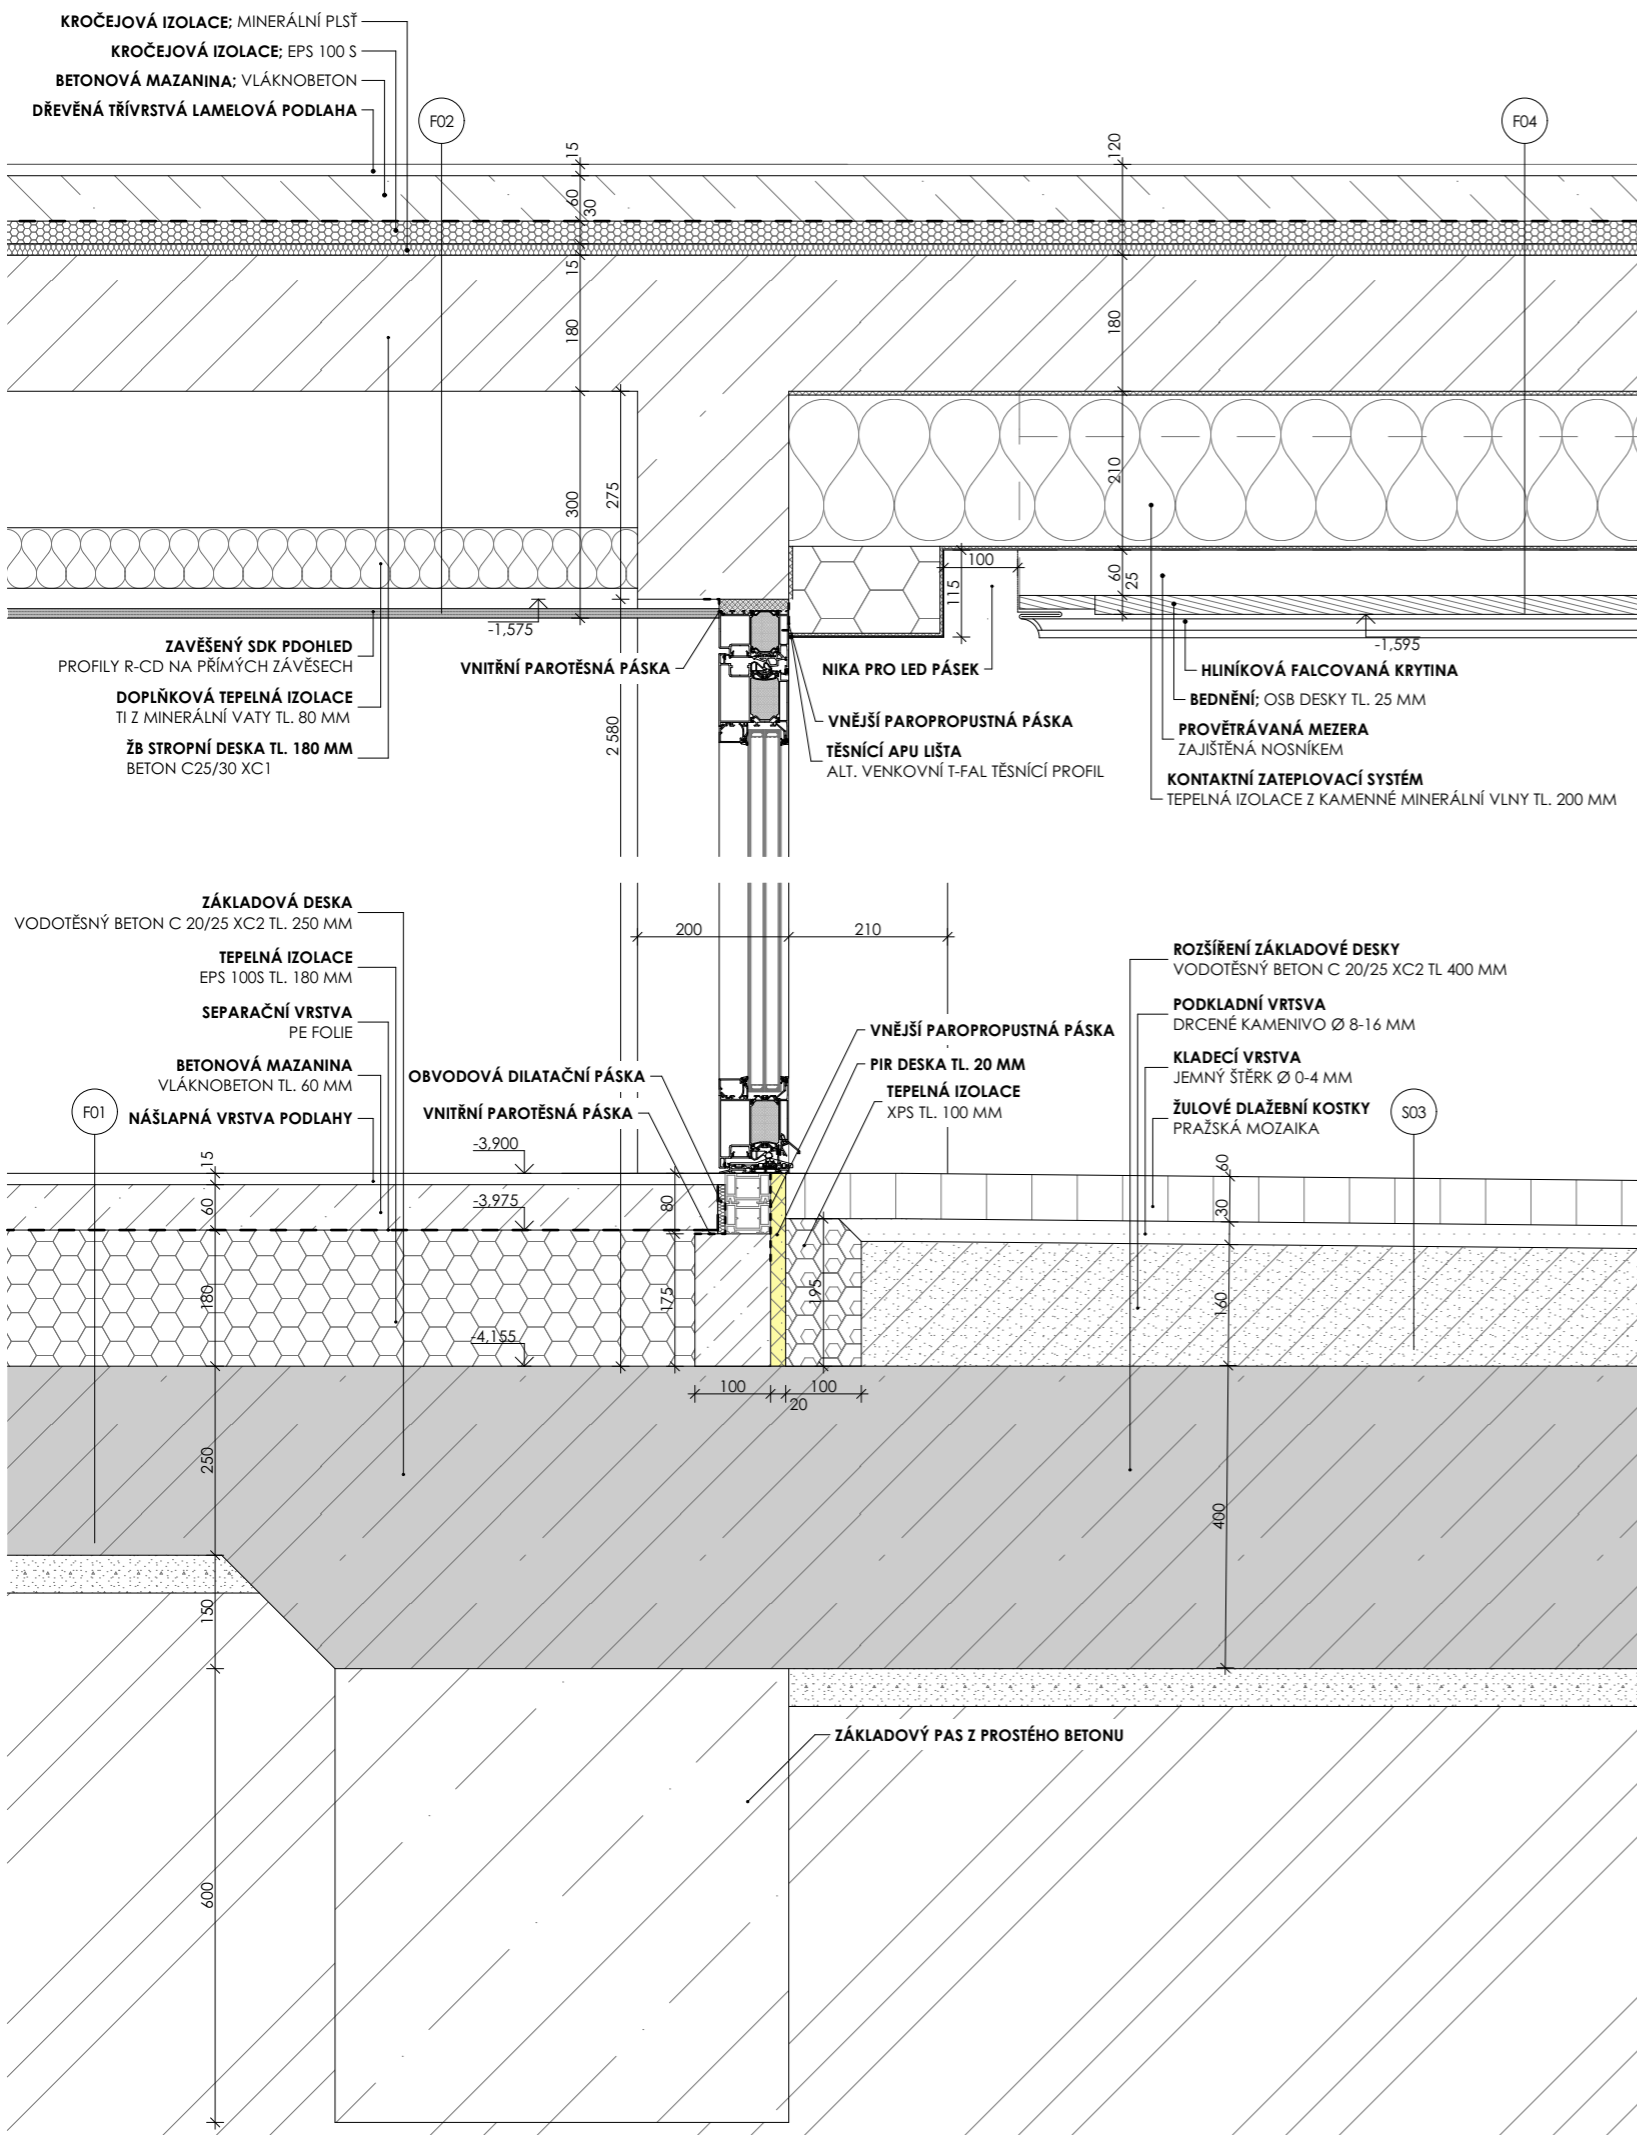 KROČEJOVÁ IZOLACE; MINERÁLNÍ PLSŤ
KROČEJOVÁ IZOLACE; EPS 100 S
BETONOVÁ MAZANINA; VLÁKNOBETON
DŘEVĚNÁ TŘÍVRSTVÁ LAMELOVÁ PODLAHA
F02
F04
15
60
30
15
180
300
275
2 580
120
180
210
60
25
100
115
-1,575
-1,595
ZAVĚŠENÝ SDK PDOHLED
PROFILY R-CD NA PŘÍMÝCH ZÁVĚSECH
DOPLŇKOVÁ TEPELNÁ IZOLACE
TI Z MINERÁLNÍ VATY TL. 80 MM
ŽB STROPNÍ DESKA TL. 180 MM
BETON C25/30 XC1
VNITŘNÍ PAROTĚSNÁ PÁSKA
NIKA PRO LED PÁSEK
VNĚJŠÍ PAROPROPUSTNÁ PÁSKA
TĚSNÍCÍ APU LIŠTA
ALT. VENKOVNÍ T-FAL TĚSNÍCÍ PROFIL
HLINÍKOVÁ FALCOVANÁ KRYTINA
BEDNĚNÍ; OSB DESKY TL. 25 MM
PROVĚTRÁVANÁ MEZERA
ZAJIŠTĚNÁ NOSNÍKEM
KONTAKTNÍ ZATEPLOVACÍ SYSTÉM
TEPELNÁ IZOLACE Z KAMENNÉ MINERÁLNÍ VLNY TL. 200 MM
ZÁKLADOVÁ DESKA
VODOTĚSNÝ BETON C 20/25 XC2 TL. 250 MM
TEPELNÁ IZOLACE
EPS 100S TL. 180 MM
SEPARAČNÍ VRSTVA
PE FOLIE
BETONOVÁ MAZANINA
VLÁKNOBETON TL. 60 MM
NÁŠLAPNÁ VRSTVA PODLAHY
F01
200
210
OBVODOVÁ DILATAČNÍ PÁSKA
VNITŘNÍ PAROTĚSNÁ PÁSKA
VNĚJŠÍ PAROPROPUSTNÁ PÁSKA
PIR DESKA TL. 20 MM
TEPELNÁ IZOLACE
XPS TL. 100 MM
ROZŠÍŘENÍ ZÁKLADOVÉ DESKY
VODOTĚSNÝ BETON C 20/25 XC2 TL 400 MM
PODKLADNÍ VRTSVA
DRCENÉ KAMENIVO Ø 8-16 MM
KLADECÍ VRSTVA
JEMNÝ ŠTĚRK Ø 0-4 MM
ŽULOVÉ DLAŽEBNÍ KOSTKY
PRAŽSKÁ MOZAIKA
S03
-3,900
-3,975
-4,155
15
60
180
250
150
600
80
175
195
100
20
100
60
30
160
400
ZÁKLADOVÝ PAS Z PROSTÉHO BETONU